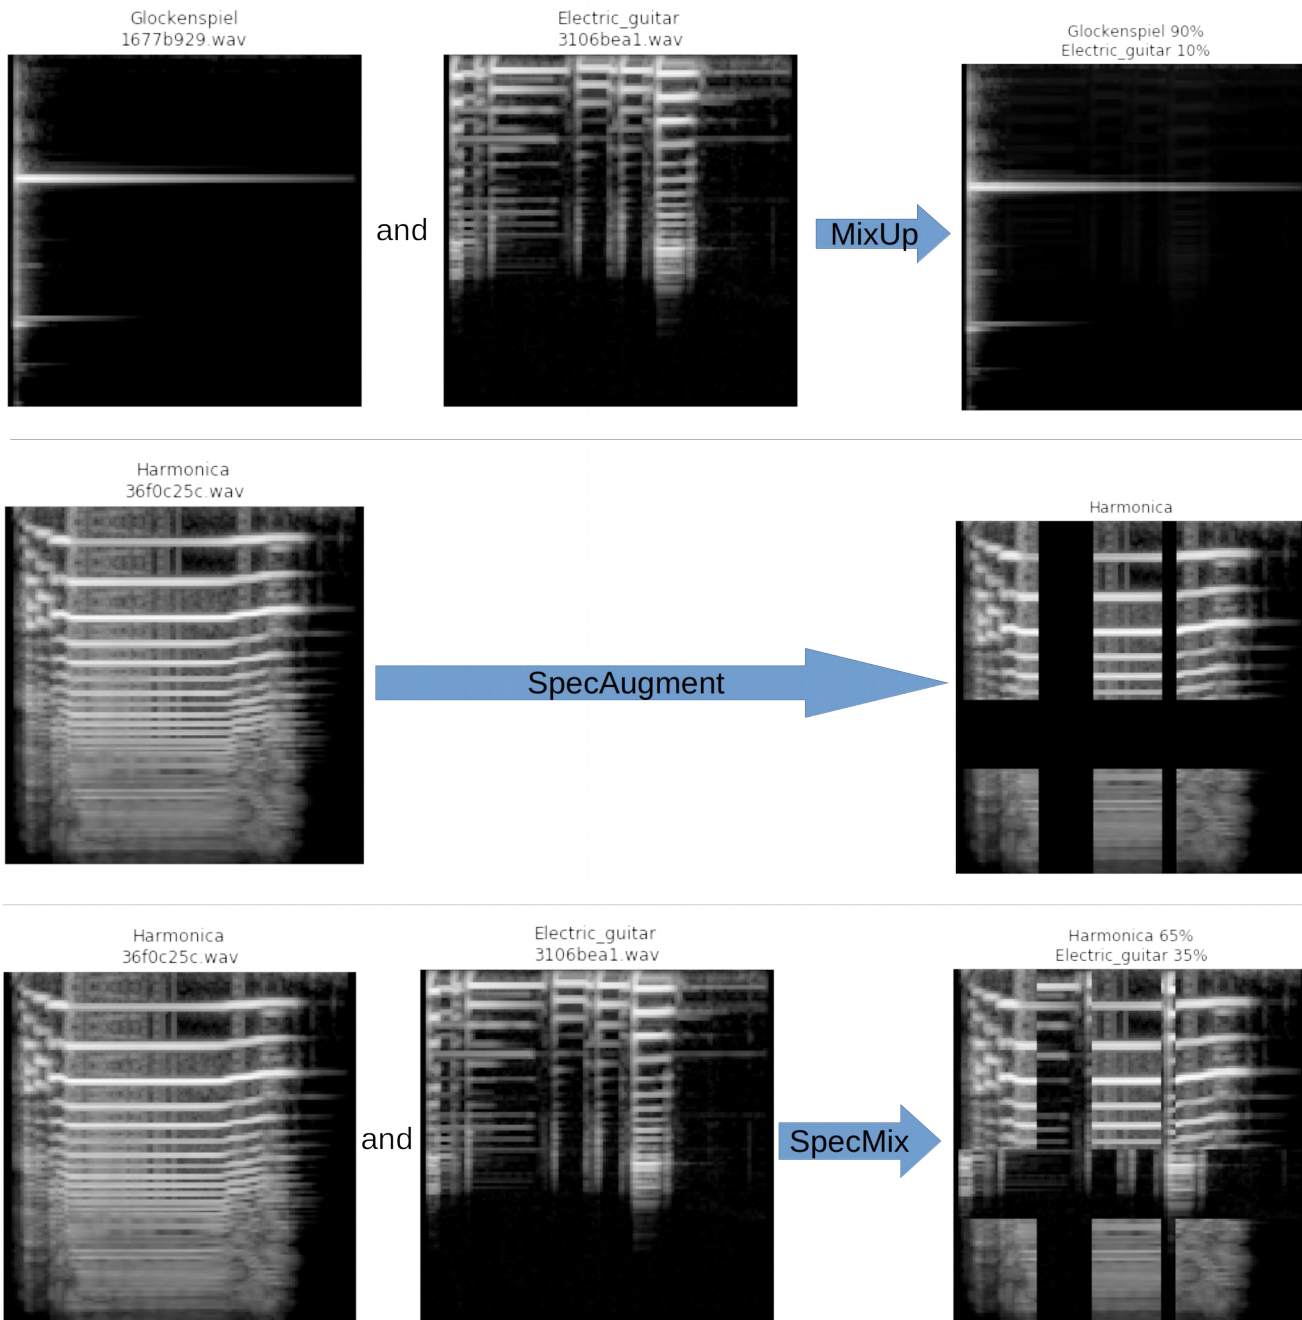 Glockenspiel
1677b929.wav
and
Electric_guitar
3106bea1.wav
MixUp
Glockenspiel 90%
Electric_guitar 10%
Harmonica
36f0c25c.wav
SpecAugment
Harmonica
Harmonica
36f0c25c.wav
and
Electric_guitar
3106bea1.wav
SpecMix
Harmonica 65%
Electric_guitar 35%